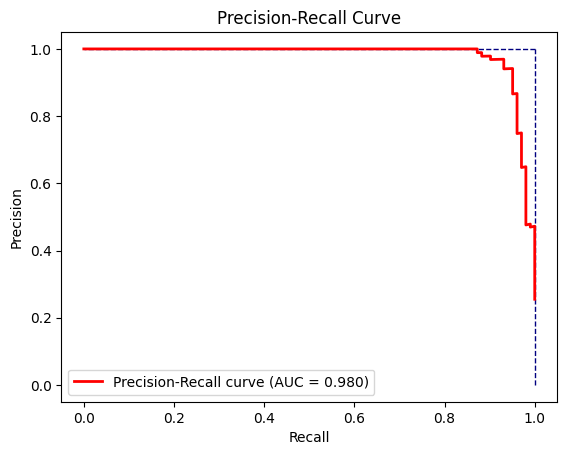 Precision-Recall Curve
1.0
0.8
0.6
0.4
0.2
0.0
Precision
Precision-Recall curve (AUC = 0.980)
0.0 0.2 0.4 0.6 0.8 1.0
Recall